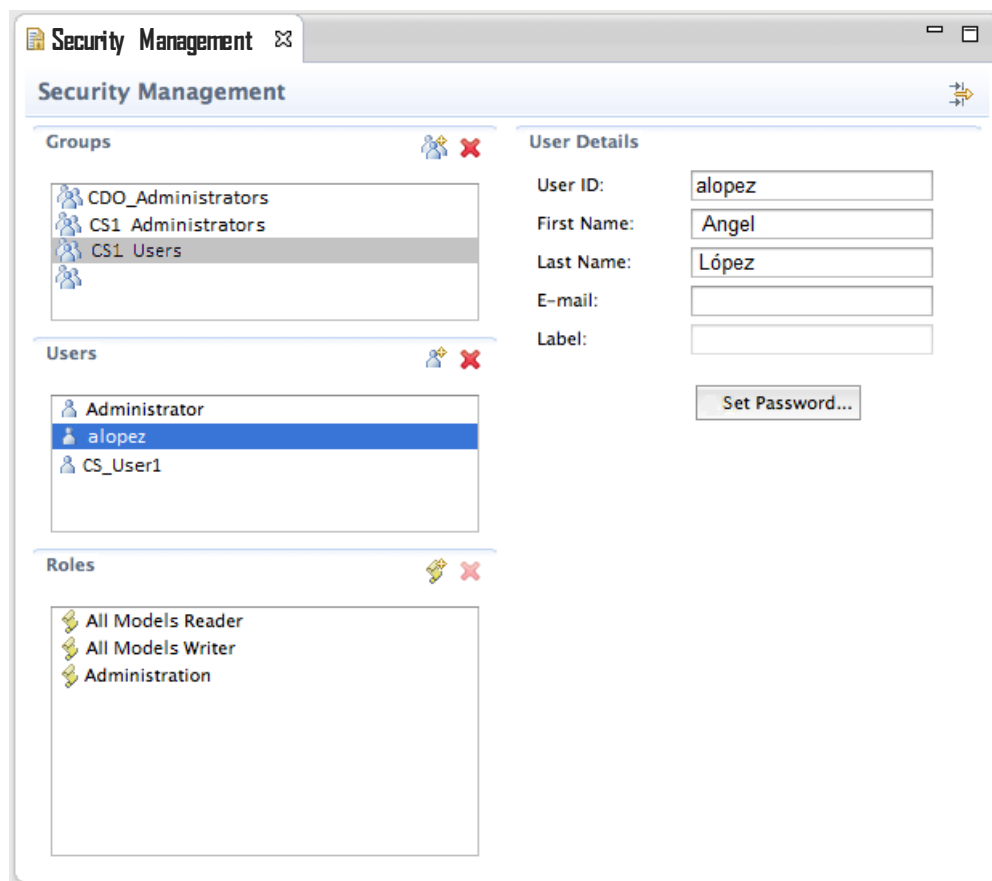 Security Management
Security Management
Groups
CDO_Administrators
CS1 Administrators
CS1 Users
Users
Administrator
alopez
CS_User1
Roles
All Models Reader
All Models Writer
Administration
User Details
User ID: alopez
First Name: Angel
Last Name: López
E-mail:
Label:
Set Password...